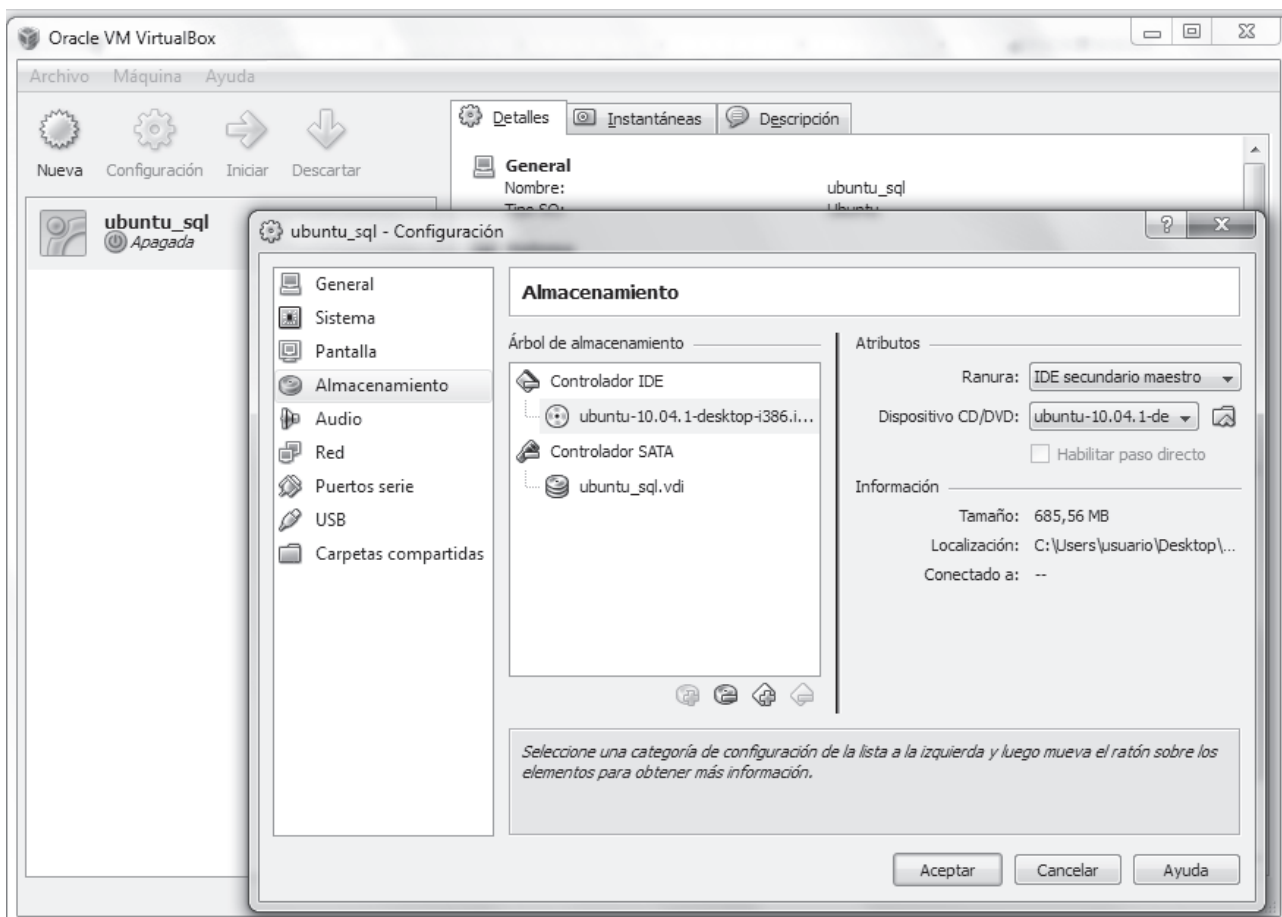 Oracle VM VirtualBox
Archivo Máquina Ayuda
Nueva Configuración Iniciar Descartar
Detalles Instantáneas Descripción
General
Nombre: ubuntu_sql
Tipo SO: Ubuntu
ubuntu_sql
Apagada
ubuntu_sql - Configuración
General
Sistema
Pantalla
Almacenamiento
Audio
Red
Puertos serie
USB
Carpetas compartidas
Almacenamiento
Árbol de almacenamiento
Controlador IDE
ubuntu-10.04.1-desktop-i386.i...
Controlador SATA
ubuntu_sql.vdi
Atributos
Ranura: IDE secundario maestro
Dispositivo CD/DVD: ubuntu-10.04.1-de
Habilitar paso directo
Información
Tamaño: 685,56 MB
Localización: C:\Users\usuario\Desktop\...
Conectado a: --
Seleccione una categoría de configuración de la lista a la izquierda y luego mueva el ratón sobre los
elementos para obtener más información.
Aceptar Cancelar Ayuda